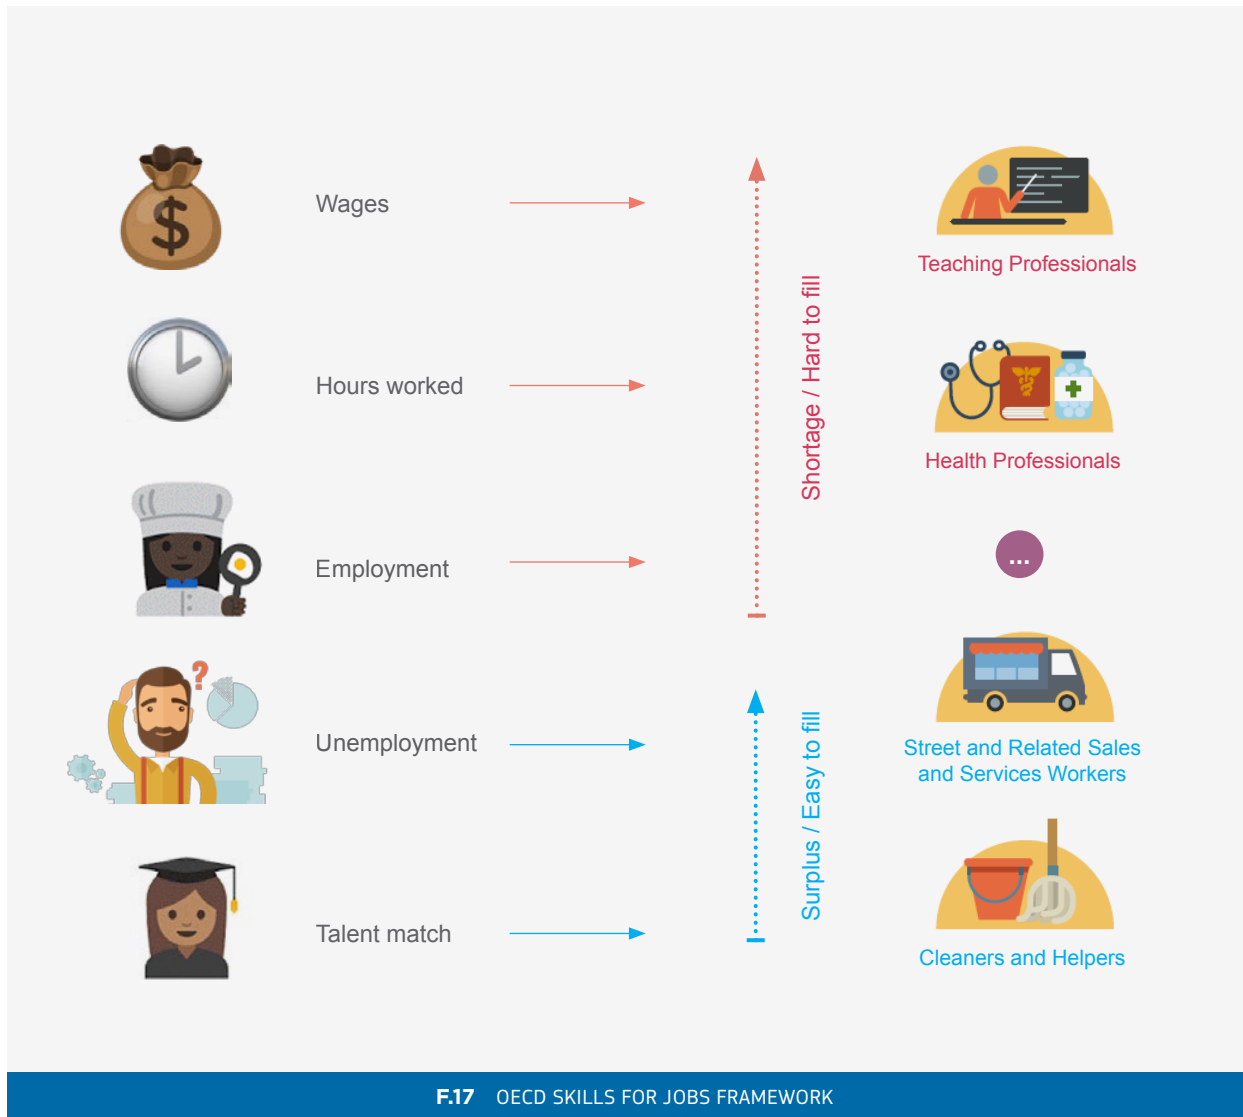 Wages
Hours worked
Employment
Unemployment
Talent match
$
?
Shortage / Hard to fill
Surplus / Easy to fill
Teaching Professionals
Health Professionals
...
Street and Related Sales
and Services Workers
Cleaners and Helpers
F.17 OECD SKILLS FOR JOBS FRAMEWORK